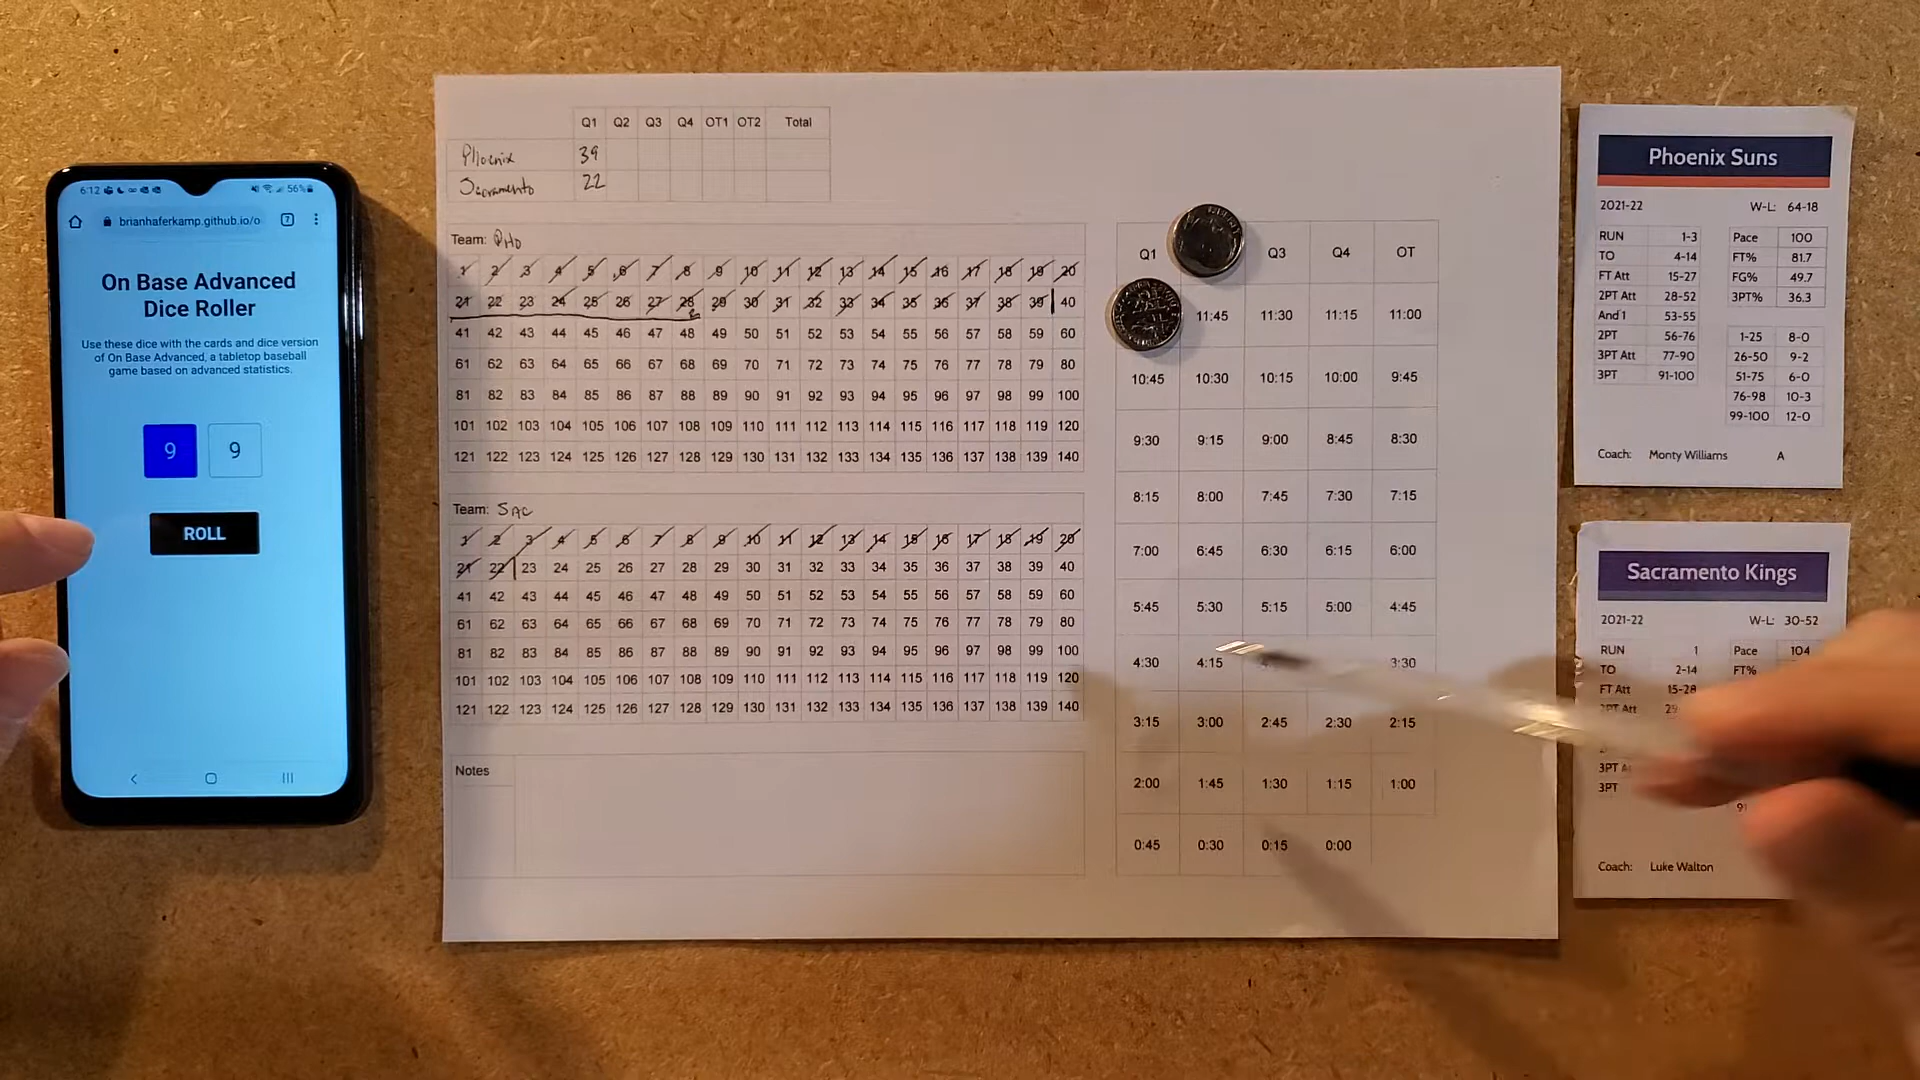 6:12 56%
brianhaferkamp.github.io/o 7
On Base Advanced
Dice Roller
Use these dice with the cards and dice version
of On Base Advanced, a tabletop baseball
game based on advanced statistics.
9 9
ROLL
Q1 Q2 Q3 Q4 OT1 OT2 Total
Phoenix 39
Sacramento 22
Team: PHO
1 2 3 4 5 6 7 8 9 10 11 12 13 14 15 16 17 18 19 20
21 22 23 24 25 26 27 28 29 30 31 32 33 34 35 36 37 38 39 40
41 42 43 44 45 46 47 48 49 50 51 52 53 54 55 56 57 58 59 60
61 62 63 64 65 66 67 68 69 70 71 72 73 74 75 76 77 78 79 80
81 82 83 84 85 86 87 88 89 90 91 92 93 94 95 96 97 98 99 100
101 102 103 104 105 106 107 108 109 110 111 112 113 114 115 116 117 118 119 120
121 122 123 124 125 126 127 128 129 130 131 132 133 134 135 136 137 138 139 140
Team: SAC
1 2 3 4 5 6 7 8 9 10 11 12 13 14 15 16 17 18 19 20
21 22 23 24 25 26 27 28 29 30 31 32 33 34 35 36 37 38 39 40
41 42 43 44 45 46 47 48 49 50 51 52 53 54 55 56 57 58 59 60
61 62 63 64 65 66 67 68 69 70 71 72 73 74 75 76 77 78 79 80
81 82 83 84 85 86 87 88 89 90 91 92 93 94 95 96 97 98 99 100
101 102 103 104 105 106 107 108 109 110 111 112 113 114 115 116 117 118 119 120
121 122 123 124 125 126 127 128 129 130 131 132 133 134 135 136 137 138 139 140
Notes
Q1 Q3 Q4 OT
11:45 11:30 11:15 11:00
10:45 10:30 10:15 10:00 9:45
9:30 9:15 9:00 8:45 8:30
8:15 8:00 7:45 7:30 7:15
7:00 6:45 6:30 6:15 6:00
5:45 5:30 5:15 5:00 4:45
4:30 4:15 3:30
3:15 3:00 2:45 2:30 2:15
2:00 1:45 1:30 1:15 1:00
0:45 0:30 0:15 0:00
Phoenix Suns
2021-22 W-L: 64-18
RUN 1-3 Pace 100
TO 4-14 FT% 81.7
FT Att 15-27 FG% 49.7
2PT Att 28-52 3PT% 36.3
And 1 53-55
2PT 56-76 1-25 8-0
3PT Att 77-90 26-50 9-2
3PT 91-100 51-75 6-0
76-98 10-3
99-100 12-0
Coach: Monty Williams A
Sacramento Kings
2021-22 W-L: 30-52
RUN 1 Pace 104
TO 2-14 FT%
FT Att 15-28
2PT Att
3PT
3PT
Coach: Luke Walton